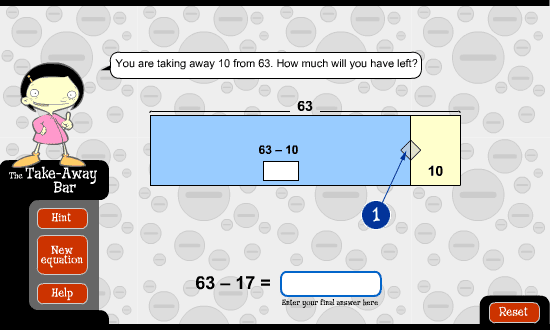 You are taking away 10 from 63. How much will you have left?
63
63 – 10
10
1
The Take-Away
Bar
Hint
New
equation
Help
63 – 17 =
Enter your final answer here
Reset